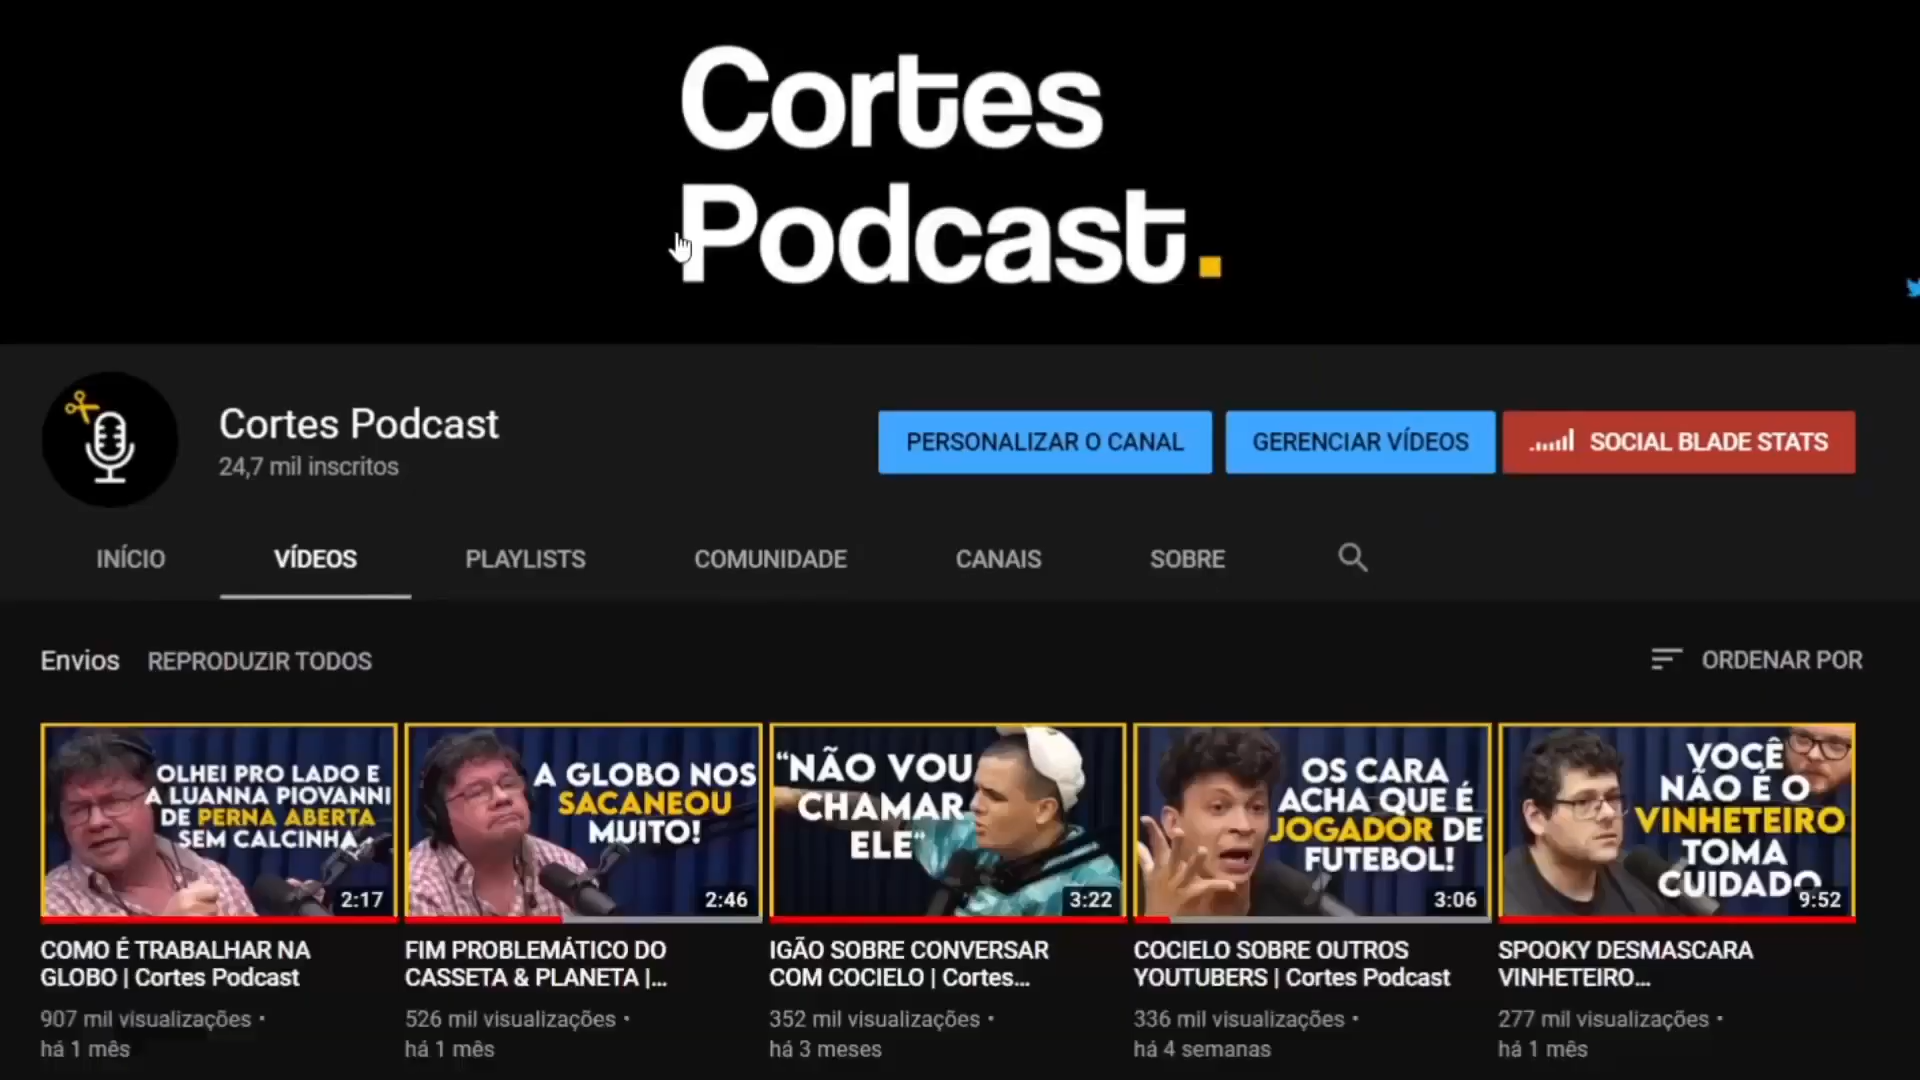 Cortes
Podcast.
Cortes Podcast
24,7 mil inscritos
PERSONALIZAR O CANAL
GERENCIAR VÍDEOS
SOCIAL BLADE STATS
INÍCIO
VÍDEOS
PLAYLISTS
COMUNIDADE
CANAIS
SOBRE
Envios
REPRODUZIR TODOS
ORDENAR POR
OLHEI PRO LADO E
A LUANNA PIOVANNI
DE PERNA ABERTA
SEM CALCINHA
2:17
COMO É TRABALHAR NA
GLOBO | Cortes Podcast
907 mil visualizações •
há 1 mês
A GLOBO NOS
SACANEOU
MUITO!
2:46
FIM PROBLEMÁTICO DO
CASSETA & PLANETA |...
526 mil visualizações •
há 1 mês
“NÃO VOU
CHAMAR
ELE“
3:22
IGÃO SOBRE CONVERSAR
COM COCIELO | Cortes...
352 mil visualizações •
há 3 meses
OS CARA
ACHA QUE É
JOGADOR DE
FUTEBOL!
3:06
COCIELO SOBRE OUTROS
YOUTUBERS | Cortes Podcast
336 mil visualizações •
há 4 semanas
VOCÊ
NÃO É O
VINHETEIRO
TOMA
CUIDADO
9:52
SPOOKY DESMASCARA
VINHETEIRO...
277 mil visualizações •
há 1 mês